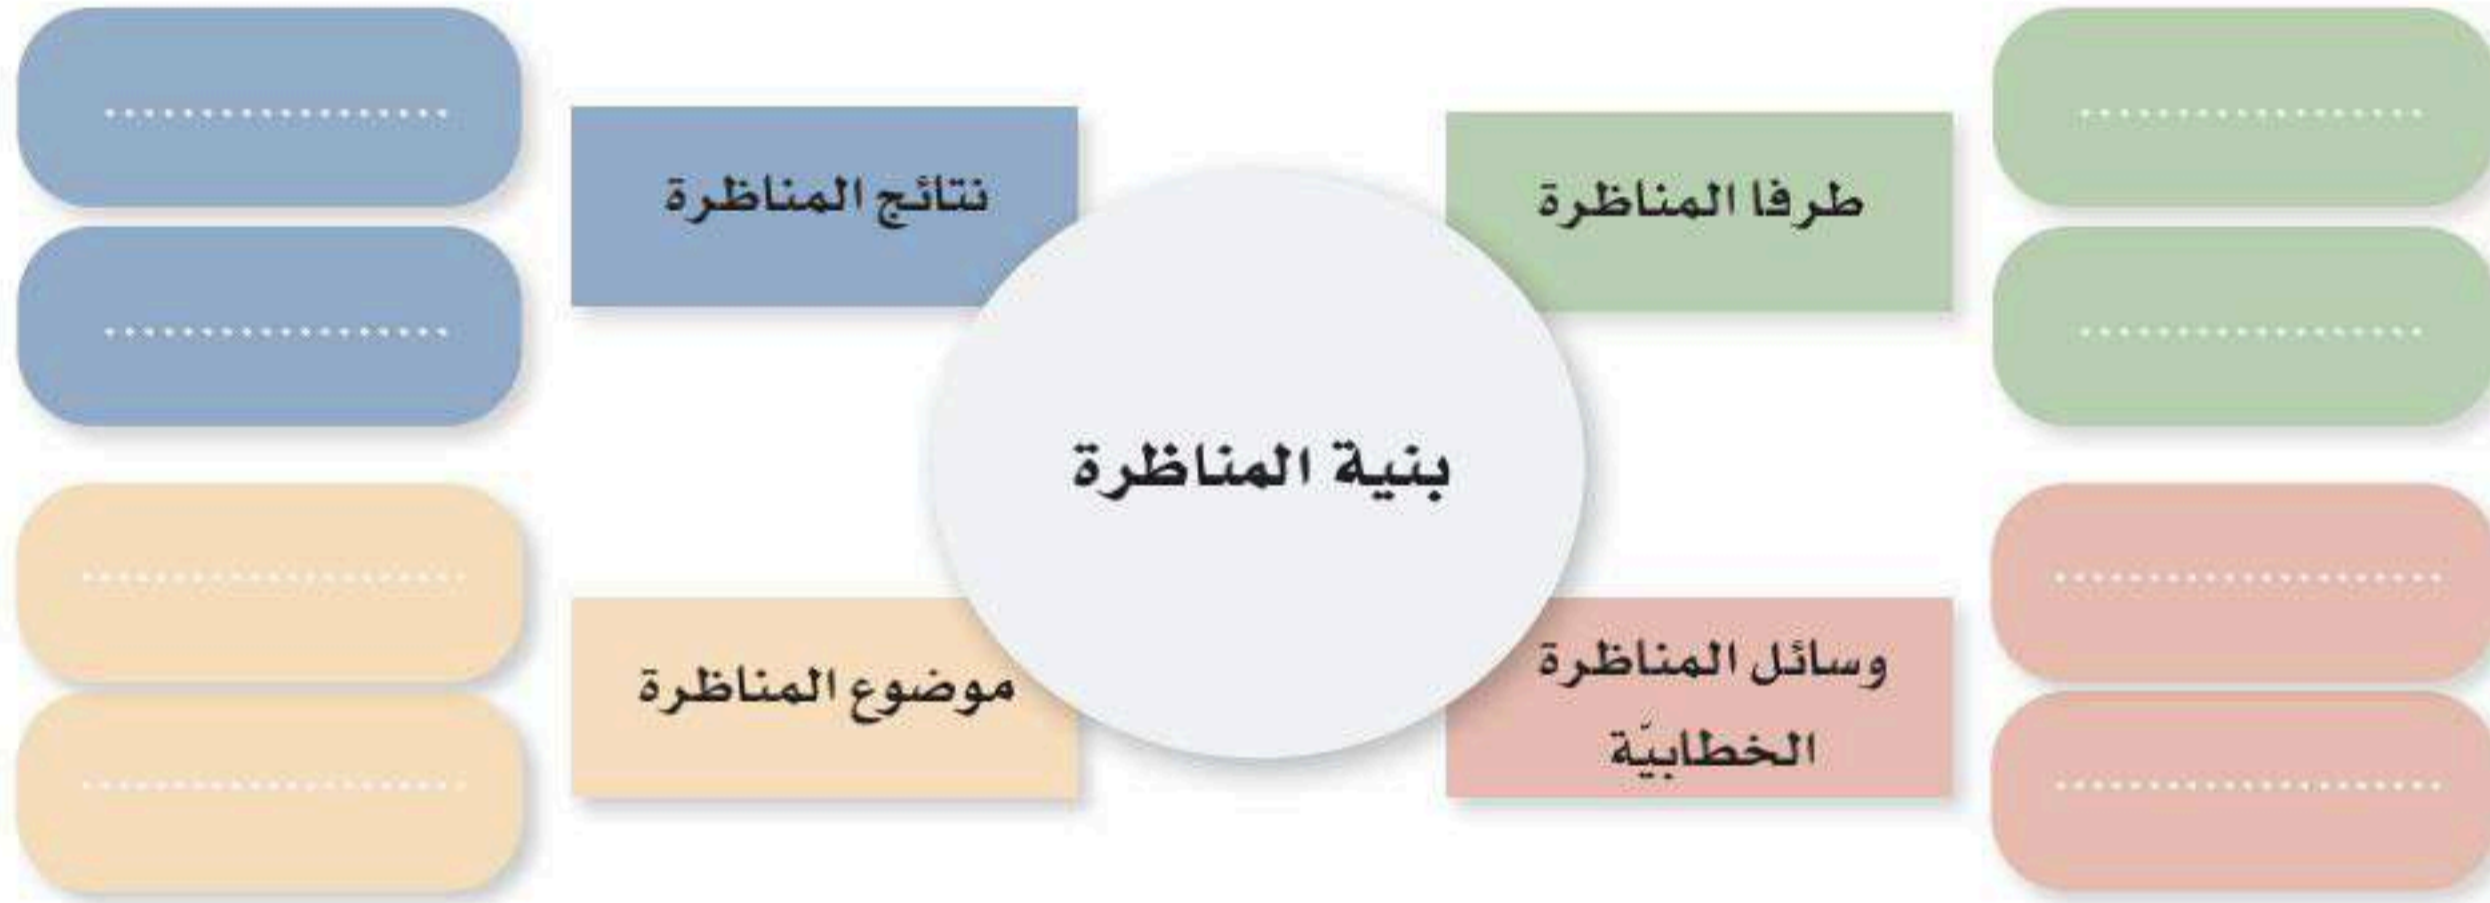 طرفا المناظرة
نتائج المناظرة
بنية المناظرة
وسائل المناظرة
الخطابيّة
موضوع المناظرة